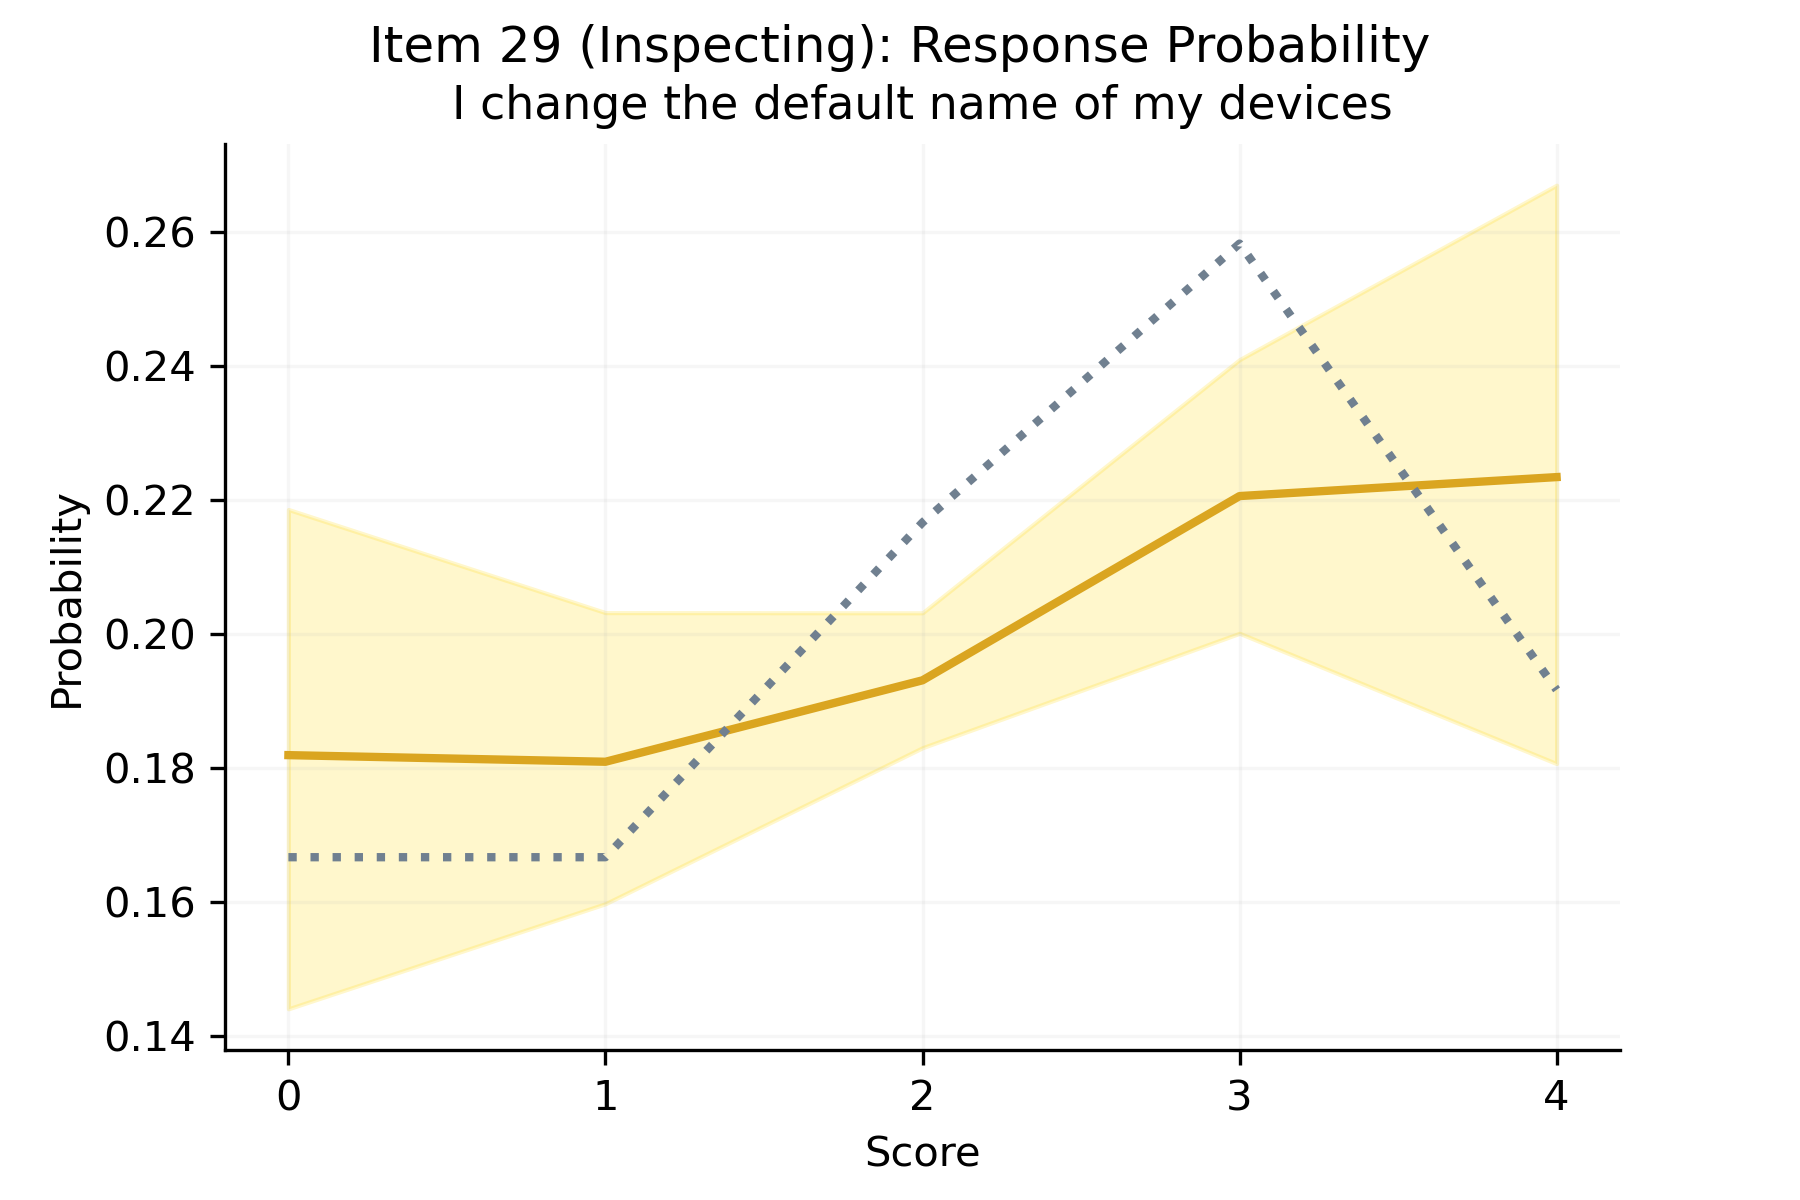 Item 29 (Inspecting): Response Probability
I change the default name of my devices
Probability
0.26
0.24
0.22
0.20
0.18
0.16
0.14
0 1 2 3 4
Score